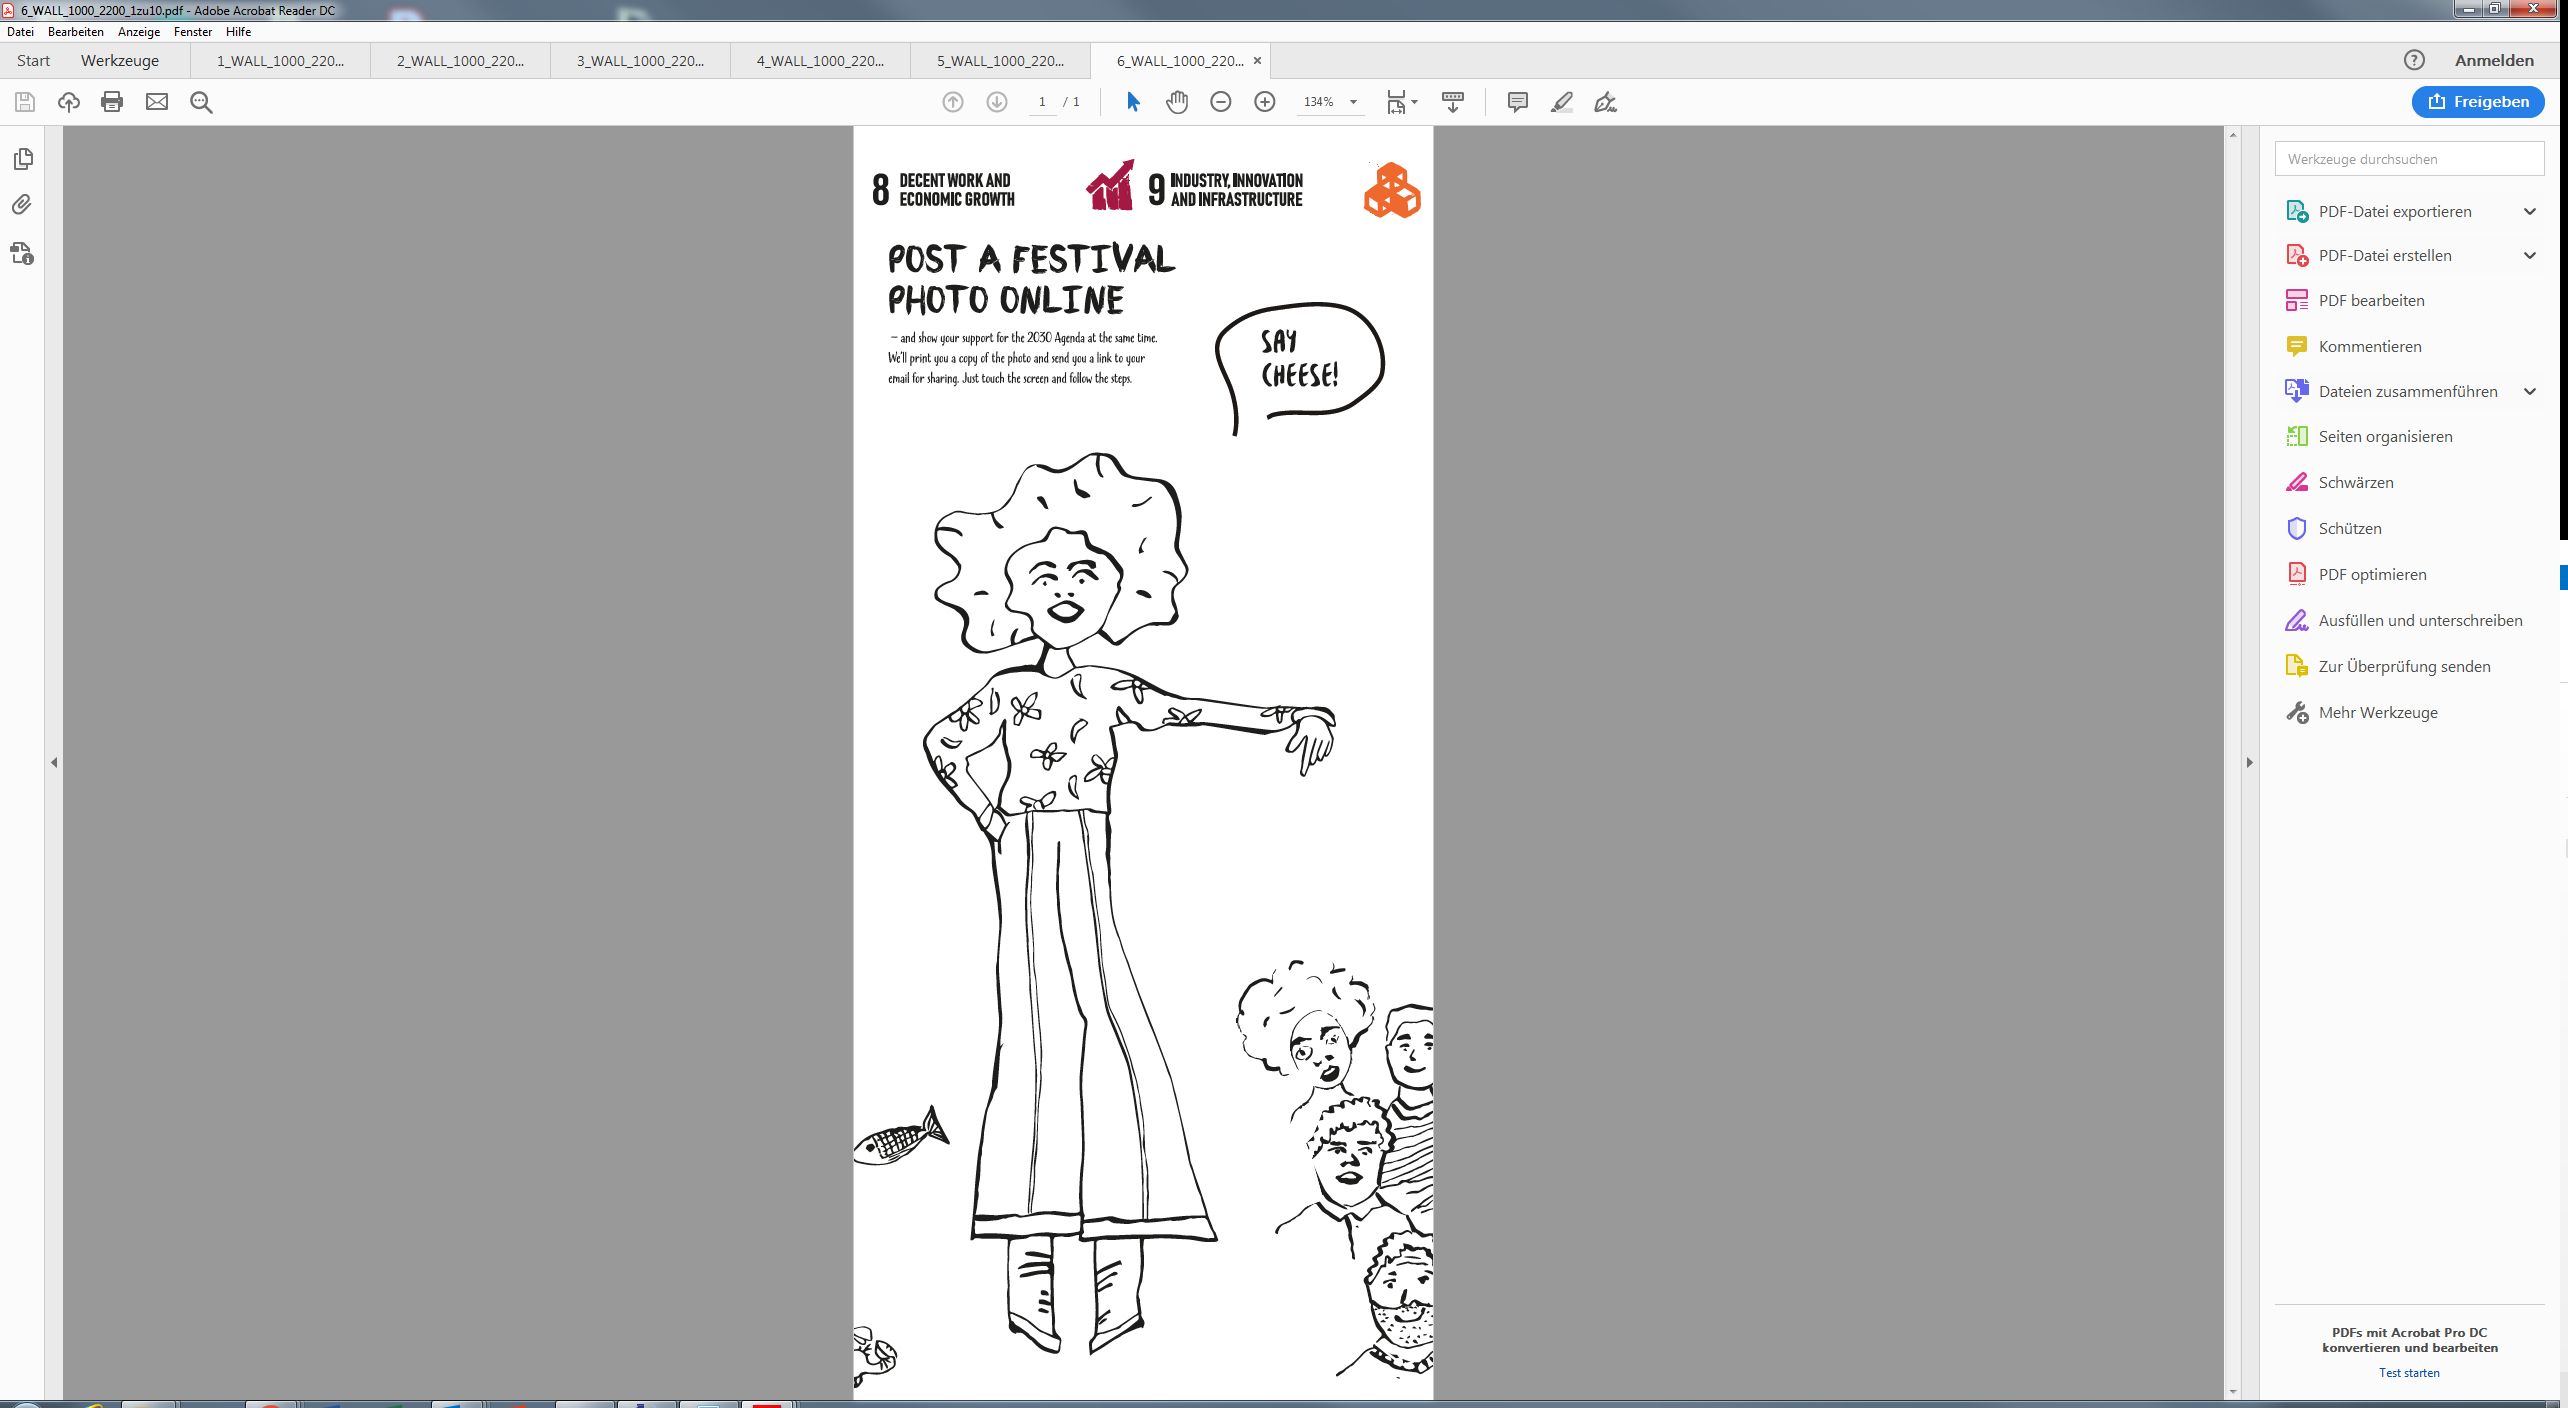 6_WALL_1000_2200_1zu10.pdf - Adobe Acrobat Reader DC
Datei Bearbeiten Anzeige Fenster Hilfe
Start Werkzeuge 1_WALL_1000_220... 2_WALL_1000_220... 3_WALL_1000_220... 4_WALL_1000_220... 5_WALL_1000_220... 6_WALL_1000_220... Anmelden
1 / 1 134% Freigeben
8 DECENT WORK AND
ECONOMIC GROWTH
9 INDUSTRY, INNOVATION
AND INFRASTRUCTURE
POST A FESTIVAL
PHOTO ONLINE
– and show your support for the 2030 Agenda at the same time.
We'll print you a copy of the photo and send you a link to your
email for sharing. Just touch the screen and follow the steps.
SAY
CHEESE!
Werkzeuge durchsuchen
PDF-Datei exportieren
PDF-Datei erstellen
PDF bearbeiten
Kommentieren
Dateien zusammenführen
Seiten organisieren
Schwärzen
Schützen
PDF optimieren
Ausfüllen und unterschreiben
Zur Überprüfung senden
Mehr Werkzeuge
PDFs mit Acrobat Pro DC
konvertieren und bearbeiten
Test starten